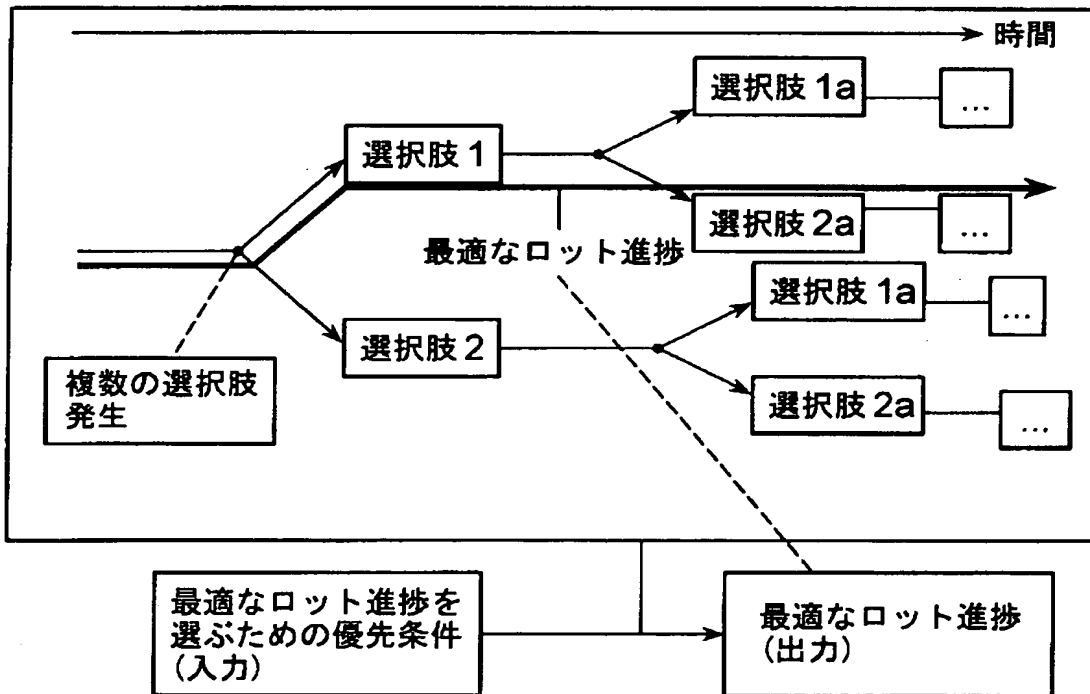 時間
選択肢 1a
...
選択肢 1
選択肢 2a
...
最適なロット進捗
選択肢 1a
...
選択肢 2
複数の選択肢
発生
選択肢 2a
...
最適なロット進捗を
選ぶための優先条件
(入力)
最適なロット進捗
(出力)